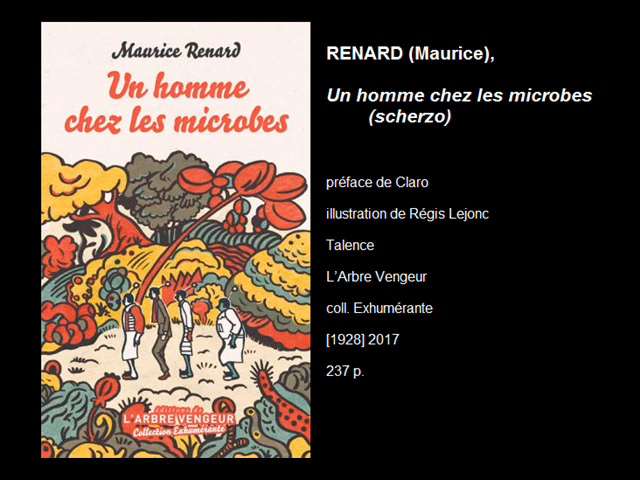 Maurice Renard
Un homme
chez les microbes
éditions de
L'ARBRE VENGEUR
Collection Exhumérante
RENARD (Maurice),
Un homme chez les microbes
(scherzo)
préface de Claro
illustration de Régis Lejonc
Talence
L'Arbre Vengeur
coll. Exhumérante
[1928] 2017
237 p.